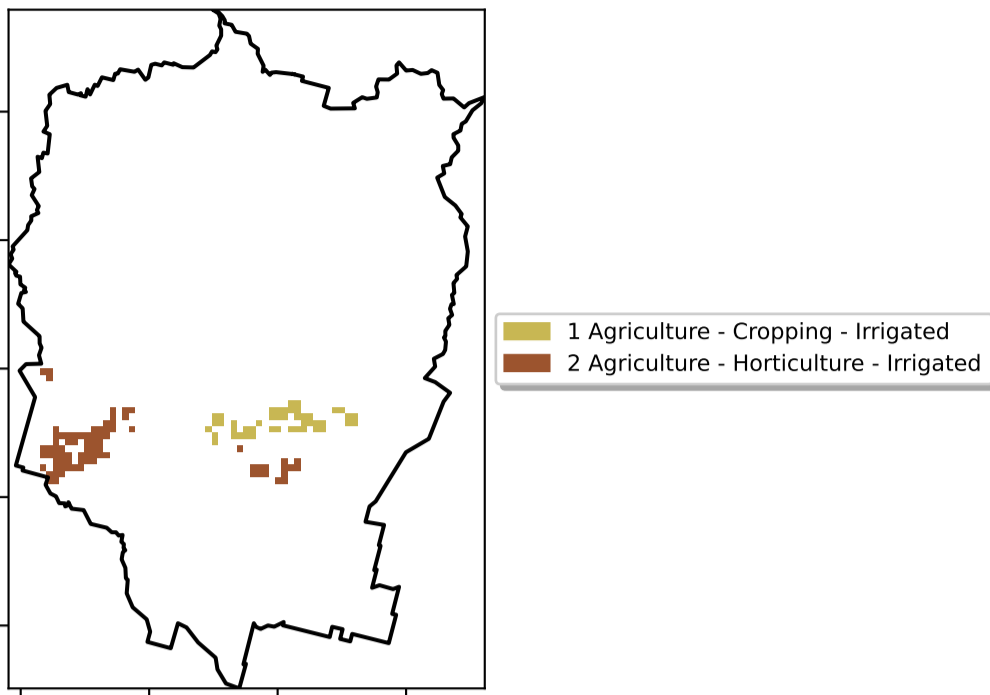 1 Agriculture - Cropping - Irrigated
2 Agriculture - Horticulture - Irrigated